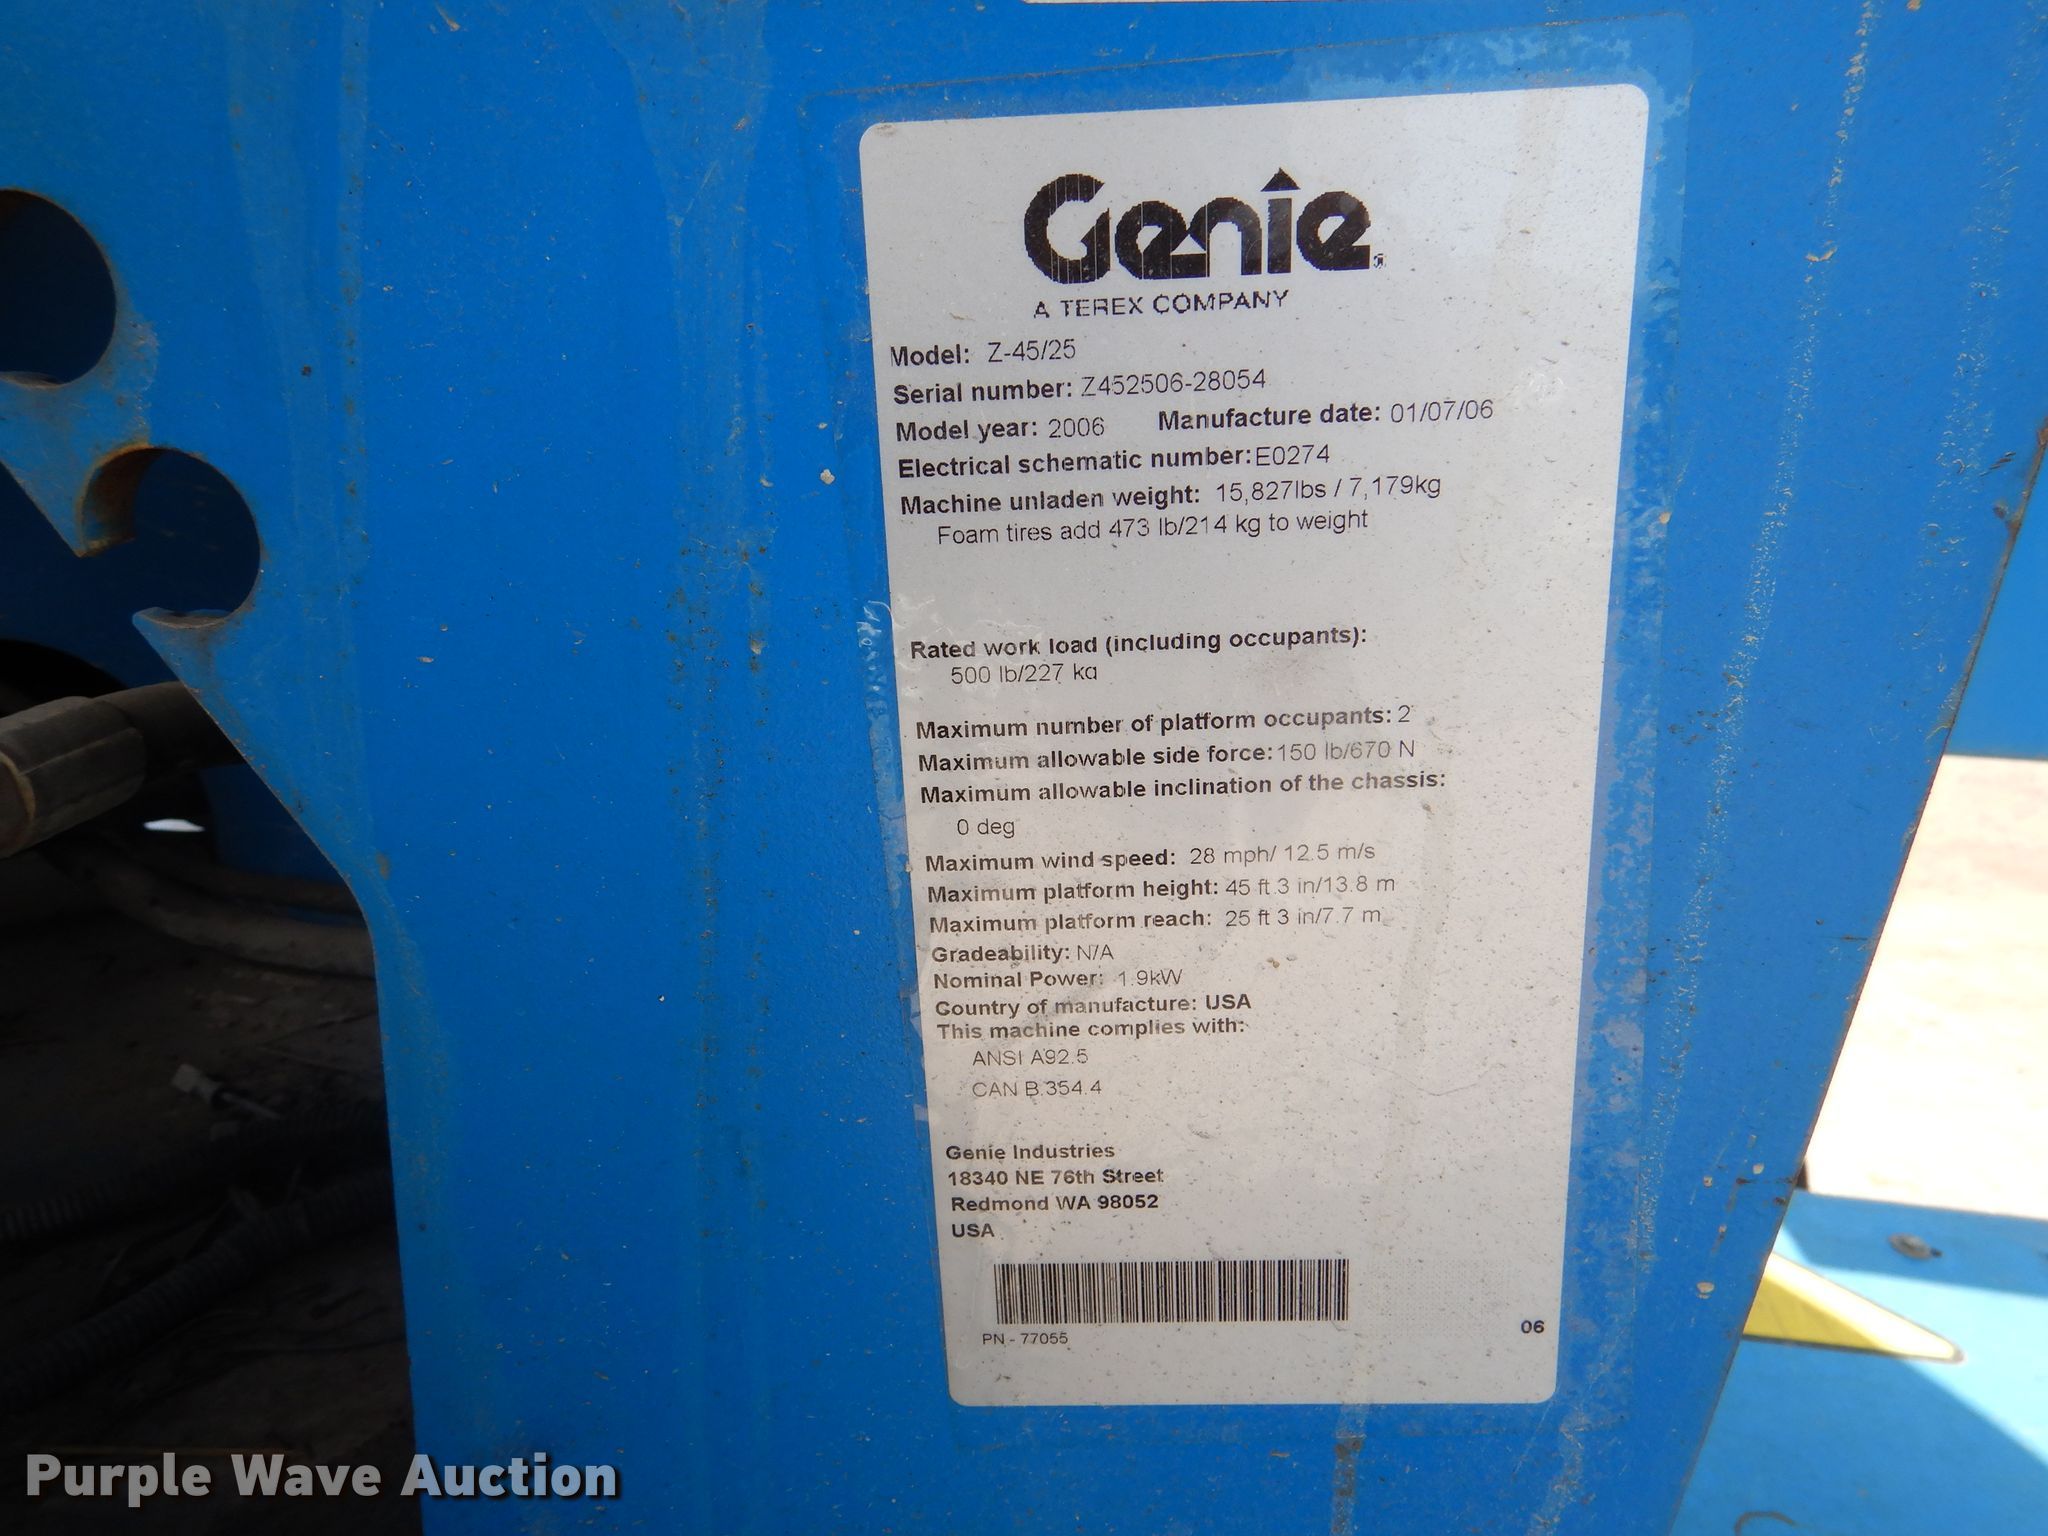 Genie
A TEREX COMPANY
Model: Z-45/25
Serial number: Z452506-28054
Model year: 2006 Manufacture date: 01/07/06
Electrical schematic number:E0274
Machine unladen weight: 15,827lbs / 7,179kg
Foam tires add 473 lb/214 kg to weight
Rated work load (including occupants):
500 lb/227 kg
Maximum number of platform occupants: 2
Maximum allowable side force:150 lb/670 N
Maximum allowable inclination of the chassis:
0 deg
Maximum wind speed: 28 mph/ 12.5 m/s
Maximum platform height: 45 ft 3 in/13.8 m
Maximum platform reach: 25 ft 3 in/7.7 m
Gradeability: N/A
Nominal Power: 1.9kW
Country of manufacture: USA
This machine complies with:
ANSI A92.5
CAN B.354.4
Genie Industries
18340 NE 76th Street
Redmond WA 98052
USA
PN - 77055
06
Purple Wave Auction